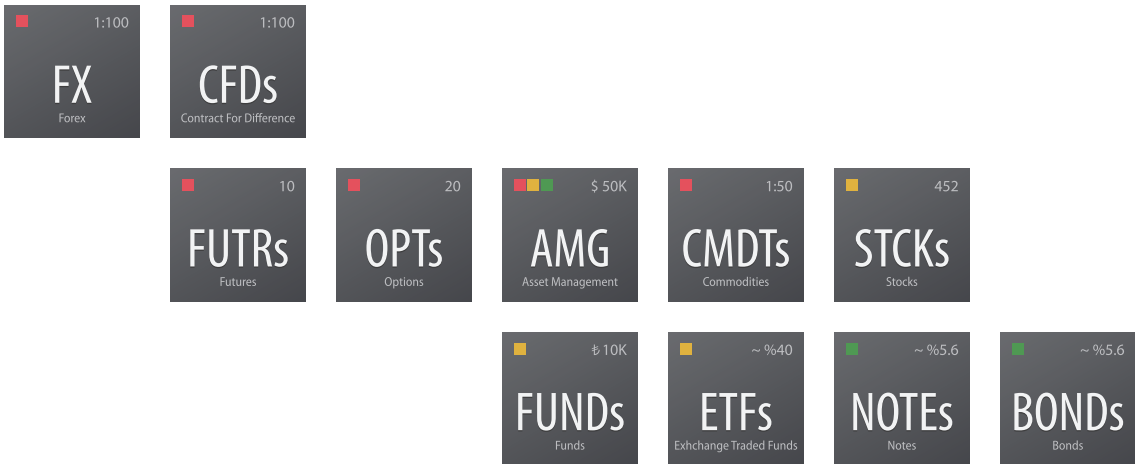 1:100
FX
Forex
1:100
CFDs
Contract For Difference
10
FUTRs
Futures
20
OPTs
Options
$ 50K
AMG
Asset Management
1:50
CMDTs
Commodities
452
STCKs
Stocks
₺ 10K
FUNDs
Funds
~ %40
ETFs
Exhchange Traded Funds
~ %5.6
NOTEs
Notes
~ %5.6
BONDs
Bonds